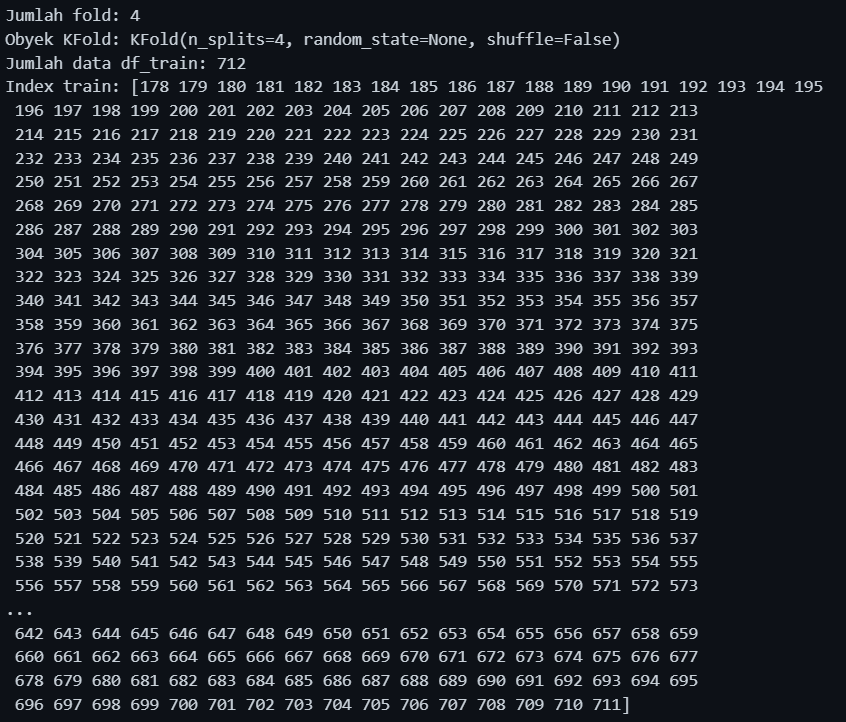 Jumlah fold: 4
Obyek KFold: KFold(n_splits=4, random_state=None, shuffle=False)
Jumlah data df_train: 712
Index train: [178 179 180 181 182 183 184 185 186 187 188 189 190 191 192 193 194 195
196 197 198 199 200 201 202 203 204 205 206 207 208 209 210 211 212 213
214 215 216 217 218 219 220 221 222 223 224 225 226 227 228 229 230 231
232 233 234 235 236 237 238 239 240 241 242 243 244 245 246 247 248 249
250 251 252 253 254 255 256 257 258 259 260 261 262 263 264 265 266 267
268 269 270 271 272 273 274 275 276 277 278 279 280 281 282 283 284 285
286 287 288 289 290 291 292 293 294 295 296 297 298 299 300 301 302 303
304 305 306 307 308 309 310 311 312 313 314 315 316 317 318 319 320 321
322 323 324 325 326 327 328 329 330 331 332 333 334 335 336 337 338 339
340 341 342 343 344 345 346 347 348 349 350 351 352 353 354 355 356 357
358 359 360 361 362 363 364 365 366 367 368 369 370 371 372 373 374 375
376 377 378 379 380 381 382 383 384 385 386 387 388 389 390 391 392 393
394 395 396 397 398 399 400 401 402 403 404 405 406 407 408 409 410 411
412 413 414 415 416 417 418 419 420 421 422 423 424 425 426 427 428 429
430 431 432 433 434 435 436 437 438 439 440 441 442 443 444 445 446 447
448 449 450 451 452 453 454 455 456 457 458 459 460 461 462 463 464 465
466 467 468 469 470 471 472 473 474 475 476 477 478 479 480 481 482 483
484 485 486 487 488 489 490 491 492 493 494 495 496 497 498 499 500 501
502 503 504 505 506 507 508 509 510 511 512 513 514 515 516 517 518 519
520 521 522 523 524 525 526 527 528 529 530 531 532 533 534 535 536 537
538 539 540 541 542 543 544 545 546 547 548 549 550 551 552 553 554 555
556 557 558 559 560 561 562 563 564 565 566 567 568 569 570 571 572 573
...
642 643 644 645 646 647 648 649 650 651 652 653 654 655 656 657 658 659
660 661 662 663 664 665 666 667 668 669 670 671 672 673 674 675 676 677
678 679 680 681 682 683 684 685 686 687 688 689 690 691 692 693 694 695
696 697 698 699 700 701 702 703 704 705 706 707 708 709 710 711]